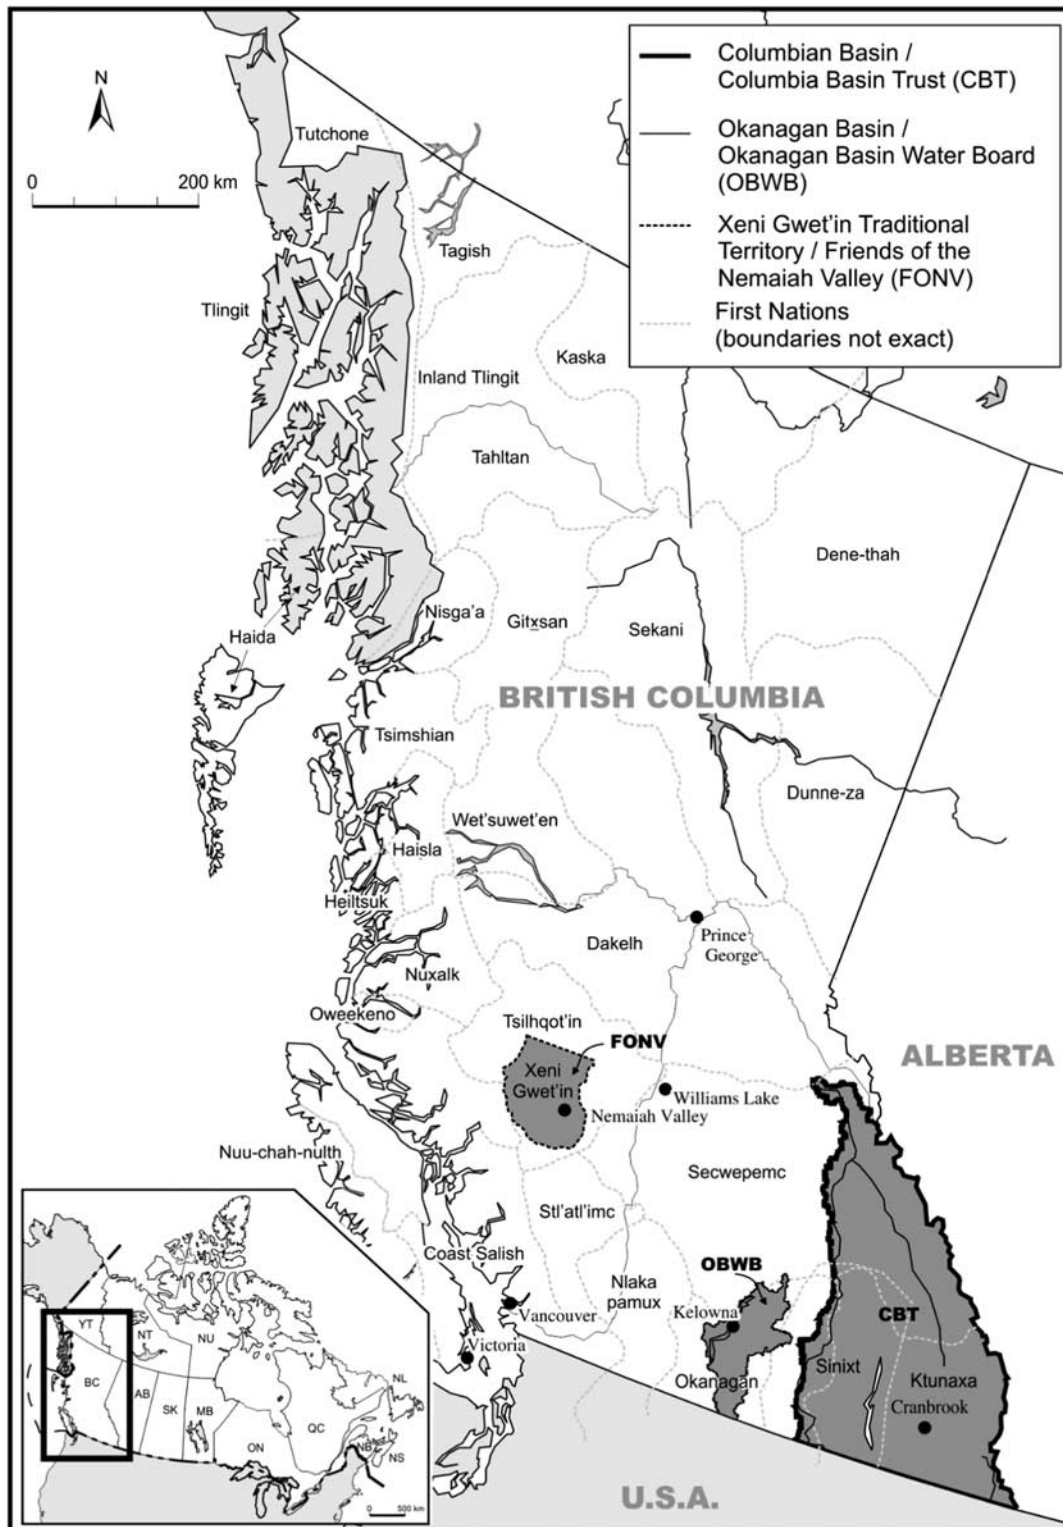 Columbian Basin /
Columbia Basin Trust (CBT)
Okanagan Basin /
Okanagan Basin Water Board
(OBWB)
Xeni Gwet'in Traditional
Territory / Friends of the
Nemaiah Valley (FONV)
First Nations
(boundaries not exact)
N
0 200 km
Tutchone
Tagish
Tlingit
Kaska
Inland Tlingit
Tahltan
Dene-thah
Nisga'a
Gitxsan
Sekani
Haida
BRITISH COLUMBIA
Tsimshian
Dunne-za
Wet'suwet'en
Haisla
Heiltsuk
Prince
George
Dakelh
Nuxalk
Oweekeno
Tsilhqot'in
FONV
ALBERTA
Xeni
Gwet'in
Williams Lake
Nemaiah Valley
Nuu-chah-nulth
Secwepemc
Stl'atl'imc
Coast Salish
OBWB
Nlaka
pamux
Vancouver
Kelowna
CBT
Victoria
Sinixt
Okanagan
Ktunaxa
Cranbrook
U.S.A.
YT
NT
NU
BC
AB
SK
MB
ON
QC
NL
NB
NS
0 500 km